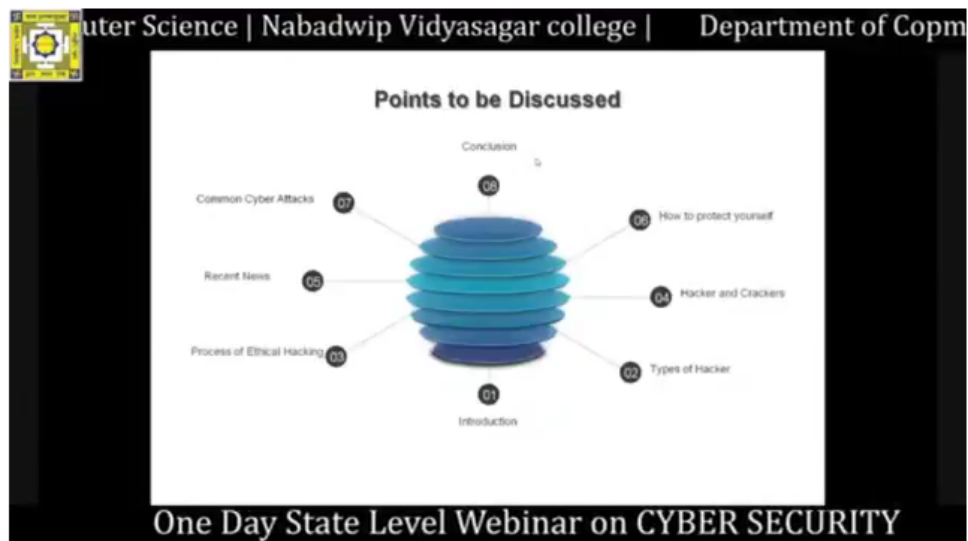 uter Science | Nabadwip Vidyasagar college |
Department of Copm
Points to be Discussed
Conclusion
08
Common Cyber Attacks
07
06
How to protect yourself
Recent News
05
04
Hacker and Crackers
Process of Ethical Hacking
03
02
Types of Hacker
01
Introduction
One Day State Level Webinar on CYBER SECURITY